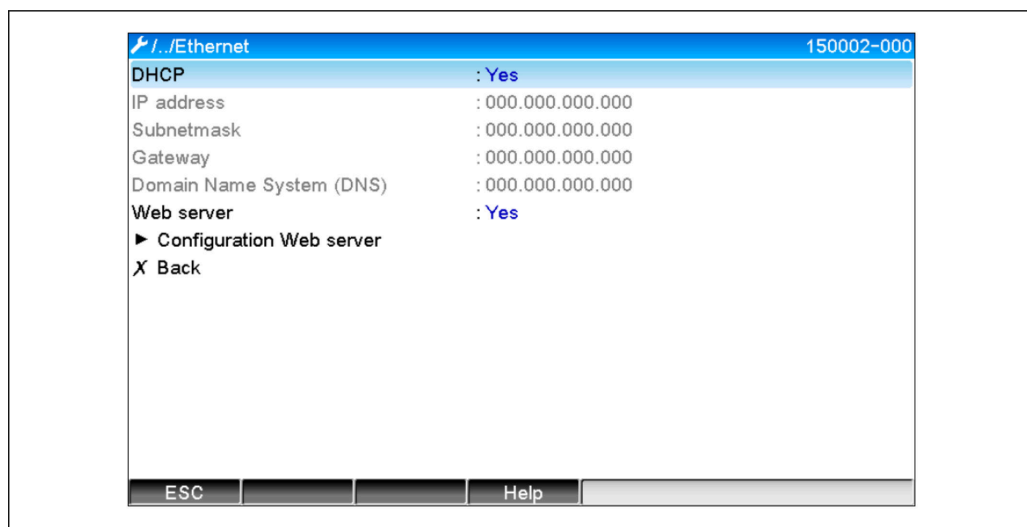 /../Ethernet 150002-000
DHCP : Yes
IP address : 000.000.000.000
Subnetmask : 000.000.000.000
Gateway : 000.000.000.000
Domain Name System (DNS) : 000.000.000.000
Web server : Yes
► Configuration Web server
X Back
ESC Help